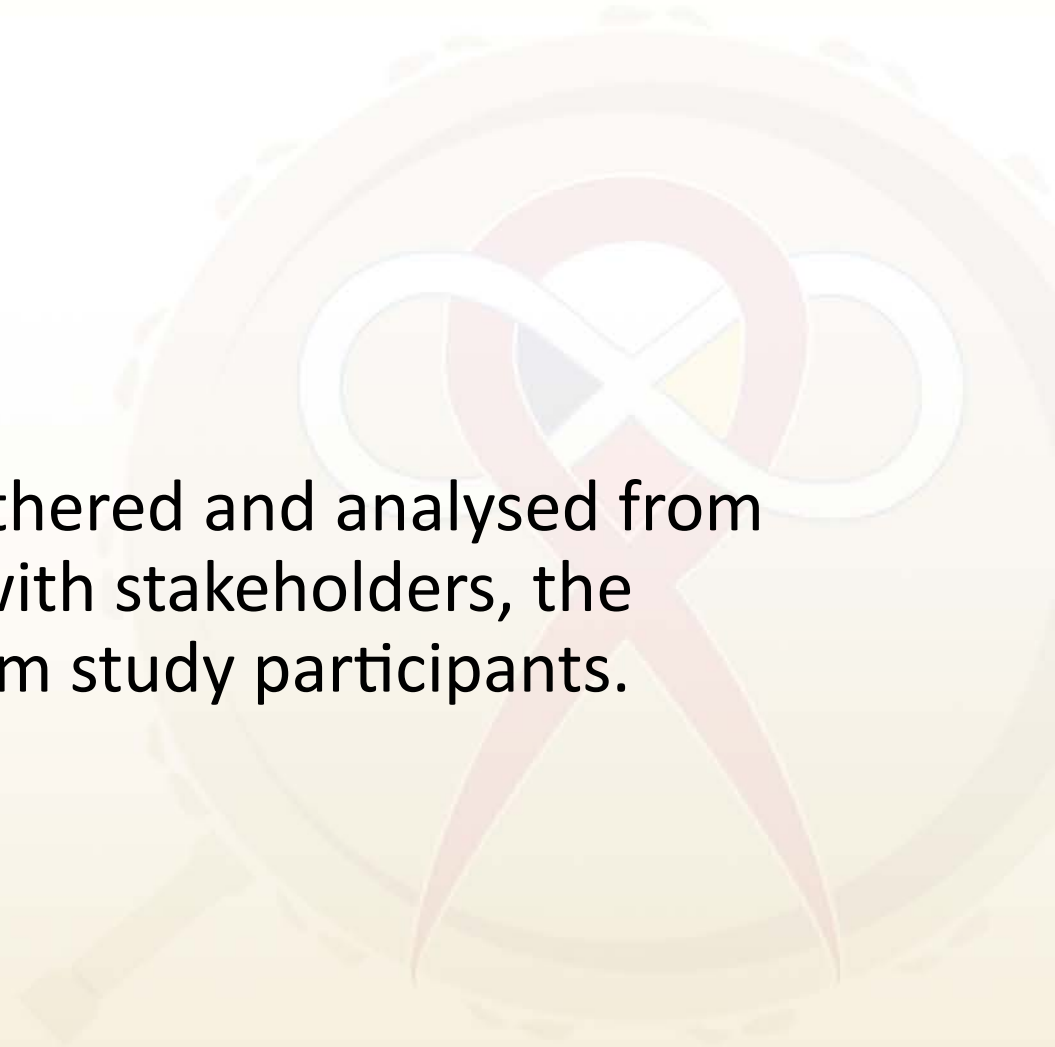 thered and analysed from
with stakeholders, the
m study participants.